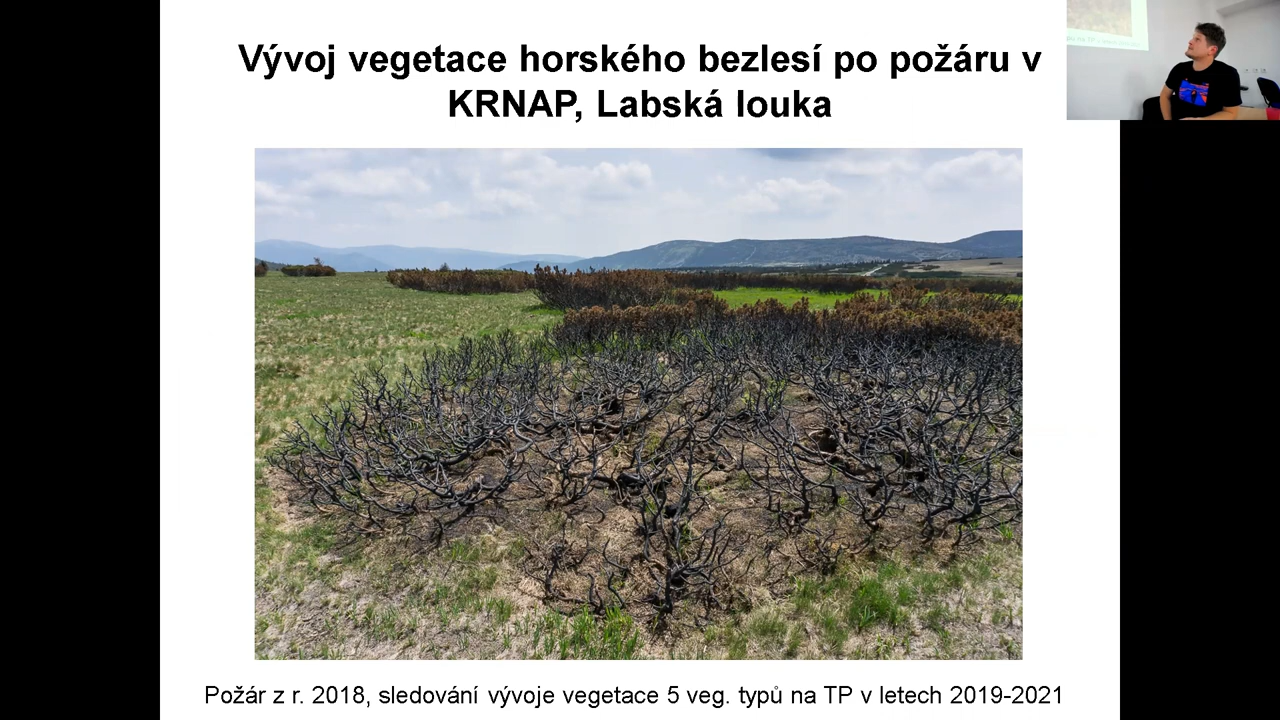 Vývoj vegetace horského bezlesí po požáru v
KRNAP, Labská louka
Požár z r. 2018, sledování vývoje vegetace 5 veg. typů na TP v letech 2019-2021